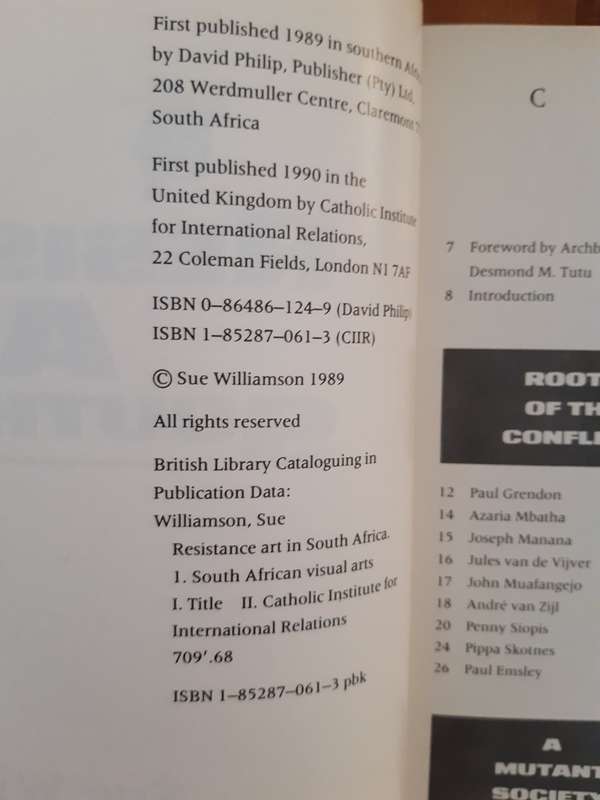 First published 1989 in southern
by David Philip, Publisher (Pty) Ltd,
208 Werdmuller Centre, Claremont
South Africa
First published 1990 in the
United Kingdom by Catholic Institute
for International Relations,
22 Coleman Fields, London N1 7AF
ISBN 0–86486–124–9 (David Philip)
ISBN 1–85287–061–3 (CIIR)
© Sue Williamson 1989
All rights reserved
British Library Cataloguing in
Publication Data:
Williamson, Sue
Resistance art in South Africa.
1. South African visual arts
I. Title II. Catholic Institute for
International Relations
709'.68
ISBN 1–85287–061–3 pbk
C
7 Foreword by Archb
Desmond M. Tutu
8 Introduction
ROOT
OF TH
CONFLI
12 Paul Grendon
14 Azaria Mbatha
15 Joseph Manana
16 Jules van de Vijver
17 John Muafangejo
18 André van Zijl
20 Penny Siopis
24 Pippa Skotnes
26 Paul Emsley
A
MUTANT
SOCIETY